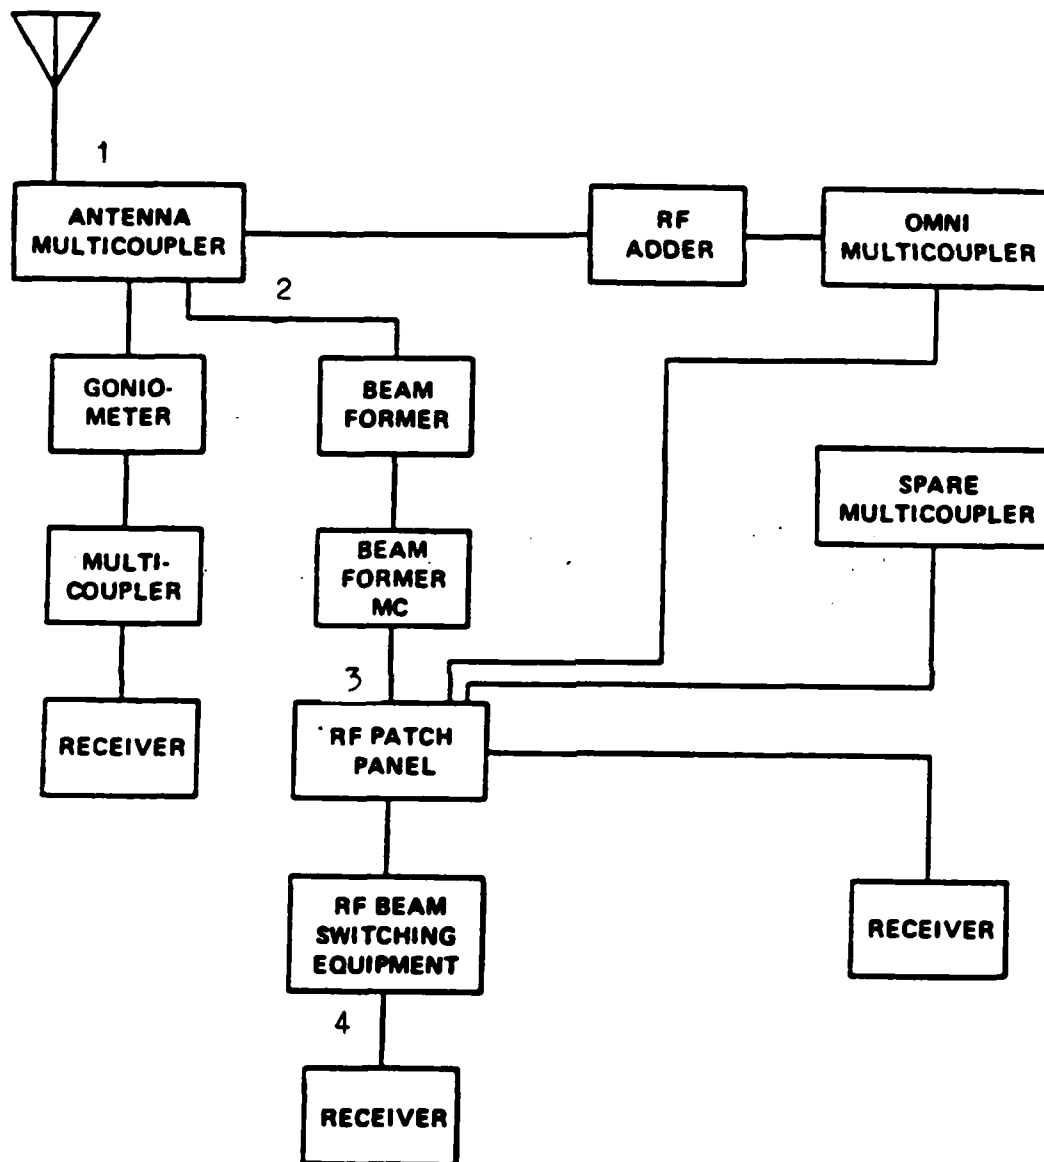 1
ANTENNA
MULTICOUPLER
RF
ADDER
OMNI
MULTICOUPLER
2
GONIO-
METER
BEAM
FORMER
SPARE
MULTICOUPLER
MULTI-
COUPLER
BEAM
FORMER
MC
3
RECEIVER
RF PATCH
PANEL
RF BEAM
SWITCHING
EQUIPMENT
RECEIVER
4
RECEIVER